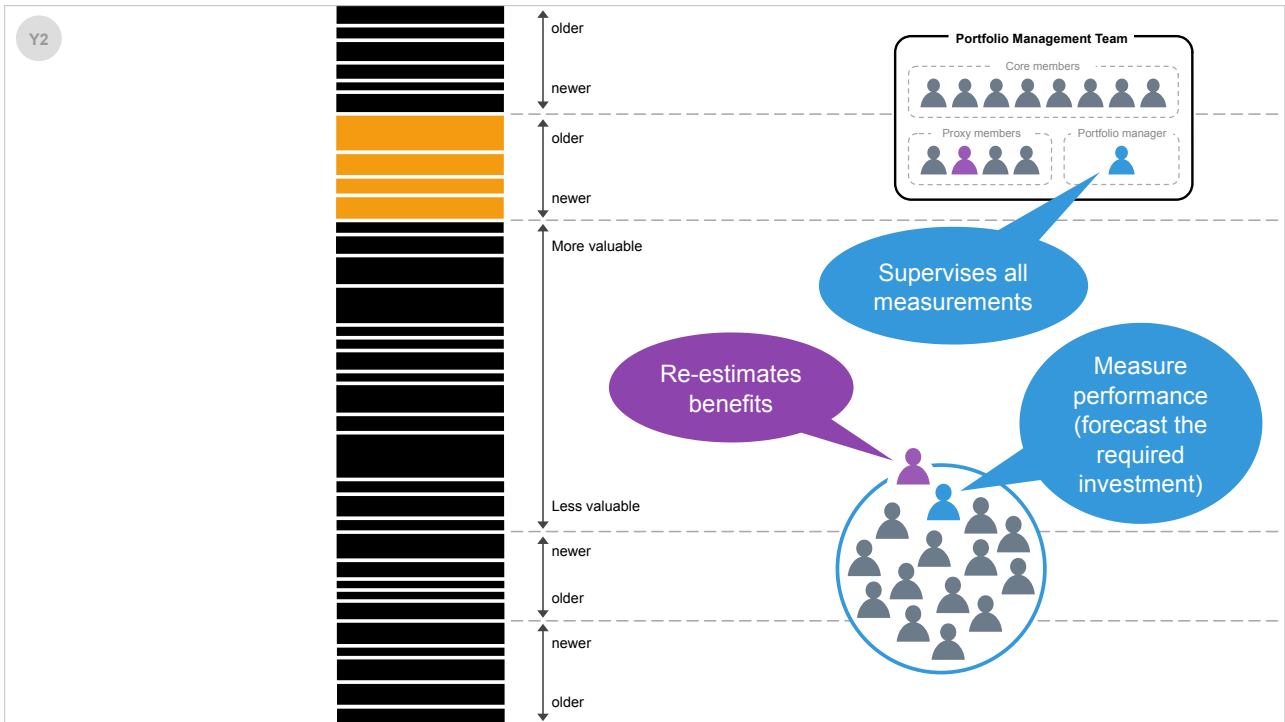 Y2
older
newer
older
newer
More valuable
Less valuable
newer
older
newer
older
Portfolio Management Team
Core members
Proxy members
Portfolio manager
Supervises all
measurements
Re-estimates
benefits
Measure
performance
(forecast the
required
investment)